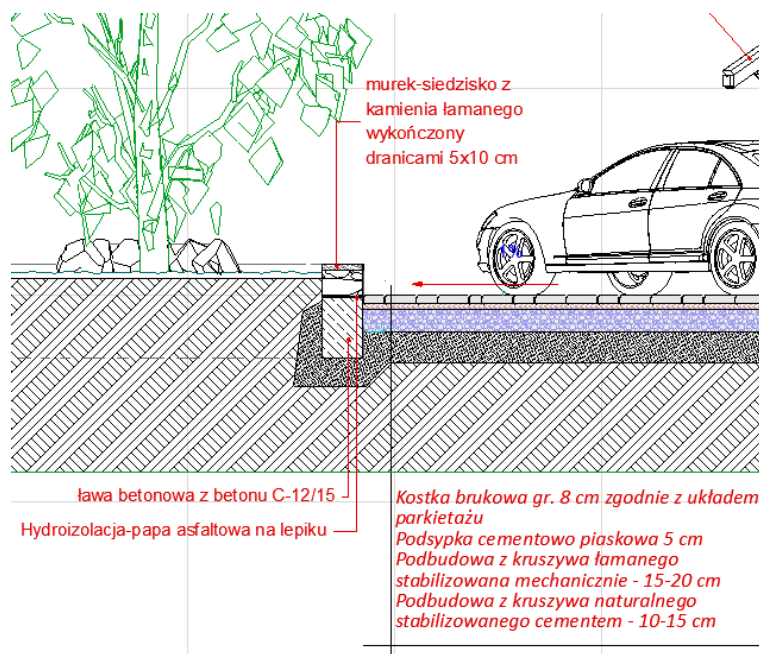 murek-siedzisko z
kamienia łamanego
wykończony
dranicami 5x10 cm
1%
ława betonowa z betonu C-12/15
Hydroizolacja-papa asfaltowa na lepiku
Kostka brukowa gr. 8 cm zgodnie z układem
parkietażu
Podsypka cementowo piaskowa 5 cm
Podbudowa z kruszywa łamanego
stabilizowana mechanicznie - 15-20 cm
Podbudowa z kruszywa naturalnego
stabilizowanego cementem - 10-15 cm